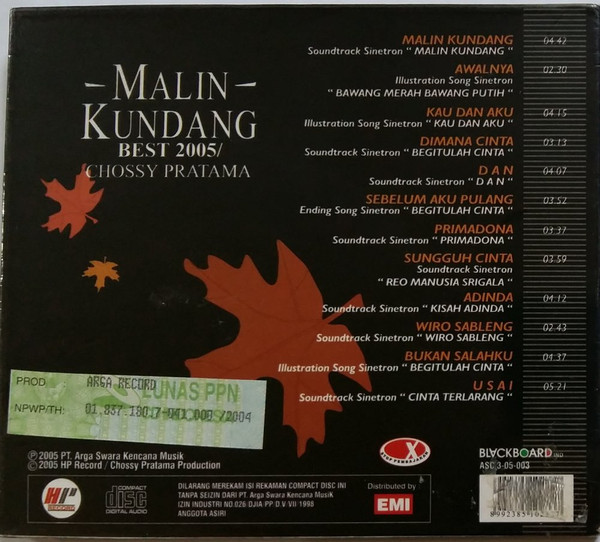 MALIN KUNDANG 04.42
Soundtrack Sinetron " MALIN KUNDANG "
AWALNYA 02.30
Illustration Song Sinetron
" BAWANG MERAH BAWANG PUTIH "
KAU DAN AKU 04.15
Illustration Song Sinetron " KAU DAN AKU "
DIMANA CINTA 03.13
Soundtrack Sinetron " BEGITULAH CINTA "
D A N 04.07
Soundtrack Sinetron " D A N "
SEBELUM AKU PULANG 03.52
Ending Song Sinetron " BEGITULAH CINTA "
PRIMADONA 03.37
Soundtrack Sinetron " PRIMADONA "
SUNGGUH CINTA 03.59
Soundtrack Sinetron
" REO MANUSIA SRIGALA "
ADINDA 04.12
Soundtrack Sinetron " KISAH ADINDA "
WIRO SABLENG 02.43
Soundtrack Sinetron " WIRO SABLENG "
BUKAN SALAHKU 04.37
Illustration Song Sinetron " BEGITULAH CINTA "
U S A I 05.21
Soundtrack Sinetron " CINTA TERLARANG "
– MALIN –
KUNDANG
BEST 2005/
CHOSSY PRATAMA
PROD ARGA RECORD
LUNAS PPN
NPWP/TH: 01.837.180.7-041.000 /2004
℗ 2005 PT. Arga Swara Kencana Musik
© 2005 HP Record / Chossy Pratama Production
HP
RECORD
COMPACT
disc
DIGITAL AUDIO
DILARANG MEREKAM ISI REKAMAN COMPACT DISC INI
TANPA SEIZIN DARI PT. Arga Swara Kencana Musik
IZIN INDUSTRI NO.026 DJIA/PP D.V VII 1998
ANGGOTA ASIRI
Distributed by
EMI
X
STOP PEMBAJAKAN
BLVCKBOARD IND
ASC 3-05-003